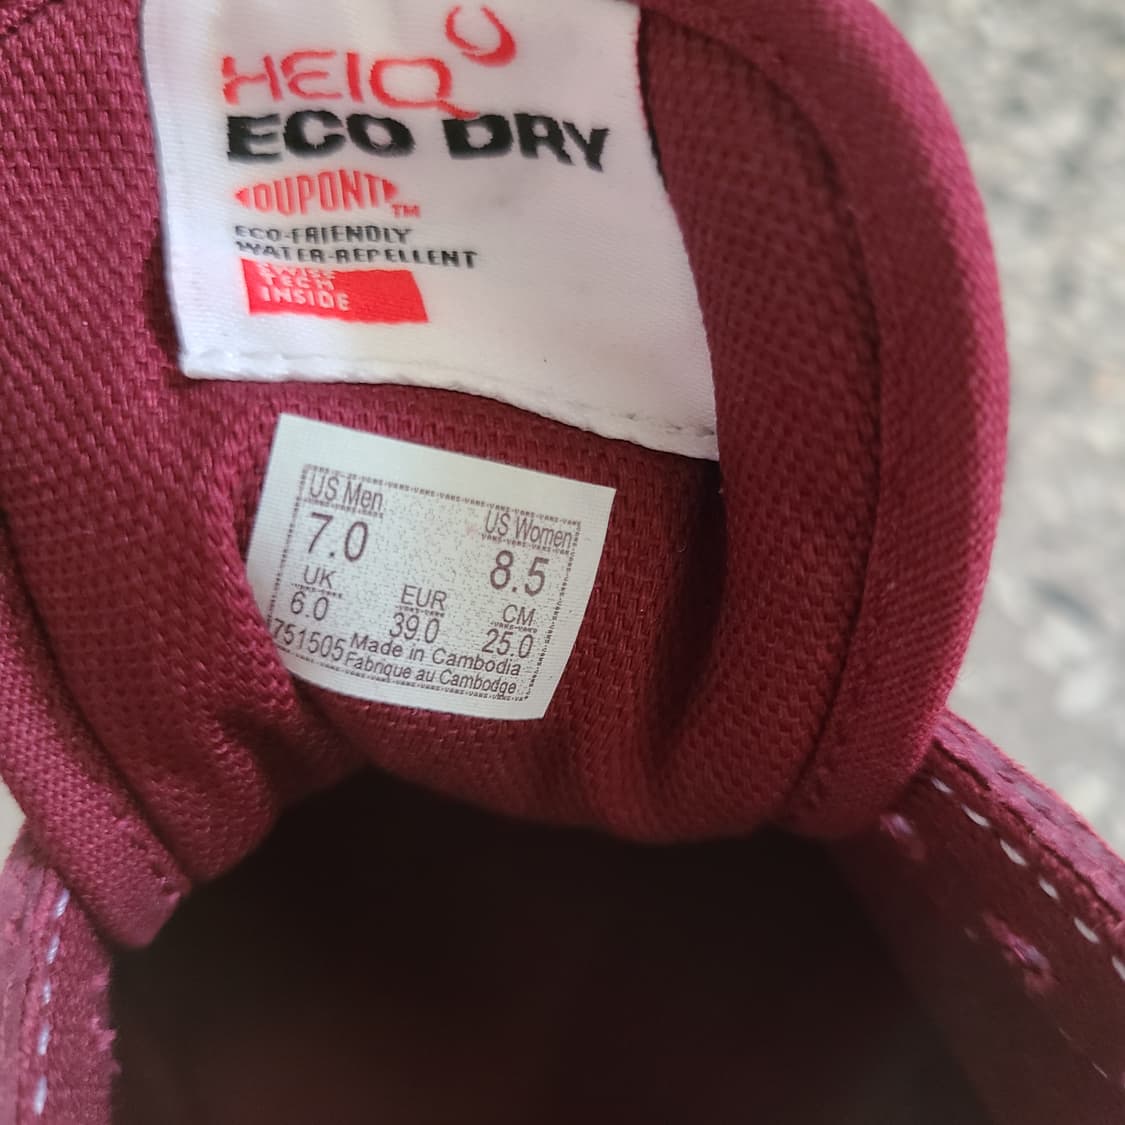 HEIQ
ECO DRY
DUPONT™
ECO-FRIENDLY
WATER-REPELLENT
SWISS
TECH
INSIDE
US Men
US Women
7.0
8.5
UK
EUR
CM
6.0
39.0
25.0
751505 Made in Cambodia
Fabrique au Cambodge